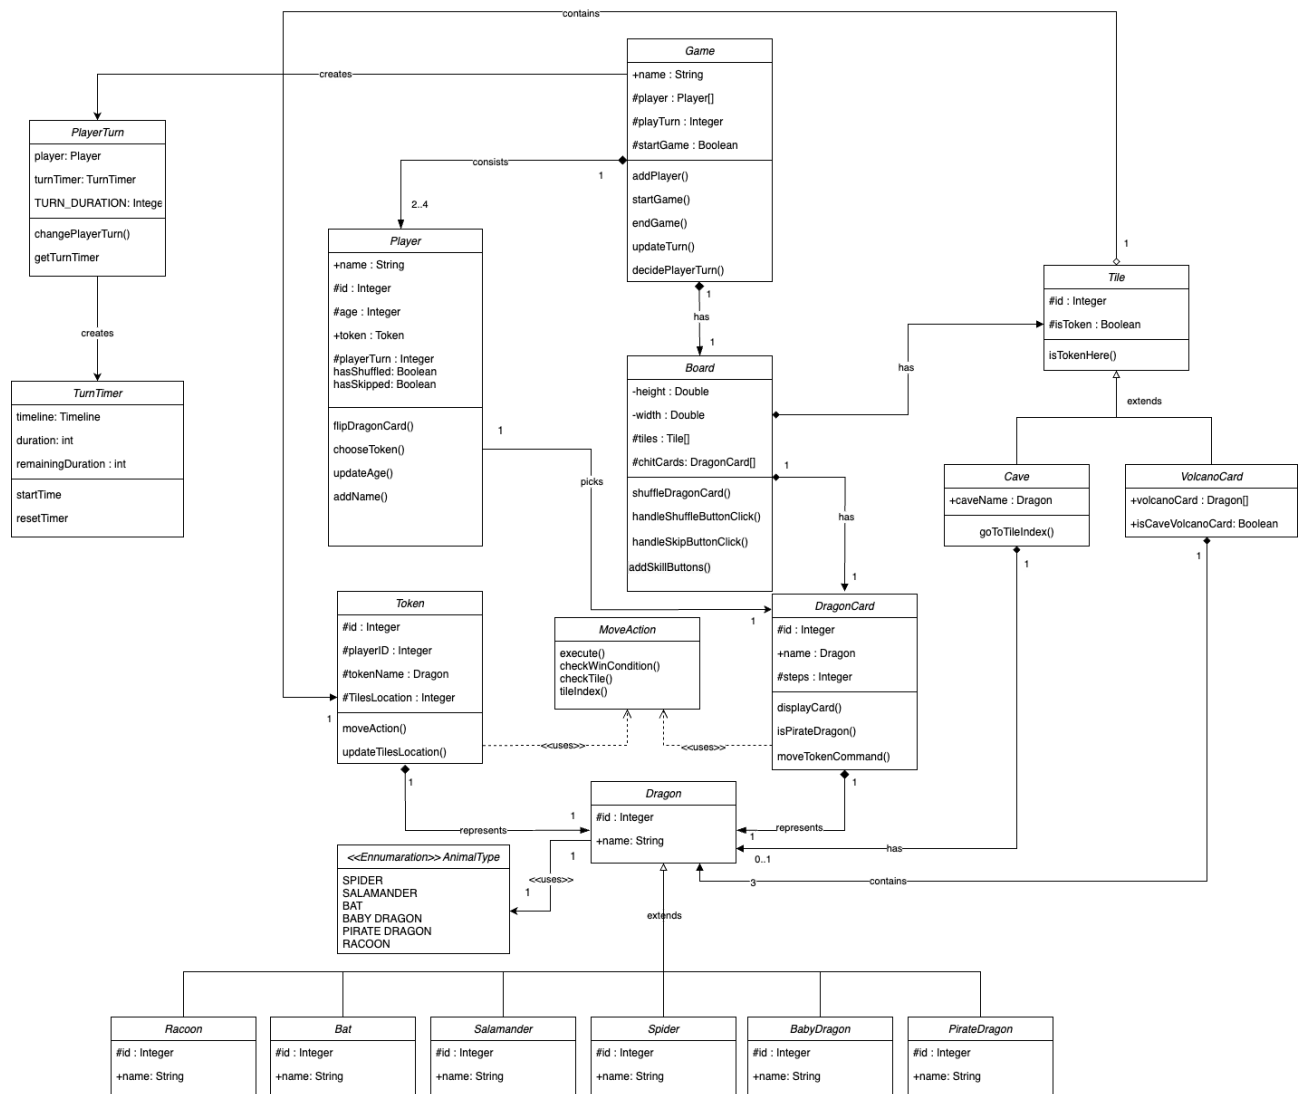 contains
Game
+name : String
#player : Player[]
#playTurn : Integer
#startGame : Boolean
addPlayer()
startGame()
endGame()
updateTurn()
decidePlayerTurn()
creates
PlayerTurn
player: Player
turnTimer: TurnTimer
TURN_DURATION: Intege
changePlayerTurn()
getTurnTimer
consists
1
2..4
Player
+name : String
#id : Integer
#age : Integer
+token : Token
#playerTurn : Integer
hasShuffled: Boolean
hasSkipped: Boolean
flipDragonCard()
chooseToken()
updateAge()
addName()
1
has
1
1
Tile
#id : Integer
#isToken : Boolean
isTokenHere()
creates
TurnTimer
timeline: Timeline
duration: int
remainingDuration : int
startTime
resetTimer
Board
-height : Double
-width : Double
#tiles : Tile[]
#chitCards: DragonCard[]
shuffleDragonCard()
handleShuffleButtonClick()
handleSkipButtonClick()
addSkillButtons()
has
extends
1
picks
1
1
has
1
Cave
+caveName : Dragon
goToTileIndex()
1
VolcanoCard
+volcanoCard : Dragon[]
+isCaveVolcanoCard: Boolean
1
Token
#id : Integer
#playerID : Integer
#tokenName : Dragon
#TilesLocation : Integer
moveAction()
updateTilesLocation()
1
MoveAction
execute()
checkWinCondition()
checkTile()
tileIndex()
<<uses>>
<<uses>>
DragonCard
#id : Integer
+name : Dragon
#steps : Integer
displayCard()
isPirateDragon()
moveTokenCommand()
1
represents
1
Dragon
#id : Integer
+name: String
1
represents
1
has
0..1
contains
3
<<Ennumaration>> AnimalType
SPIDER
SALAMANDER
BAT
BABY DRAGON
PIRATE DRAGON
RACOON
1
<<uses>>
1
extends
Racoon
#id : Integer
+name: String
Bat
#id : Integer
+name: String
Salamander
#id : Integer
+name: String
Spider
#id : Integer
+name: String
BabyDragon
#id : Integer
+name: String
PirateDragon
#id : Integer
+name: String